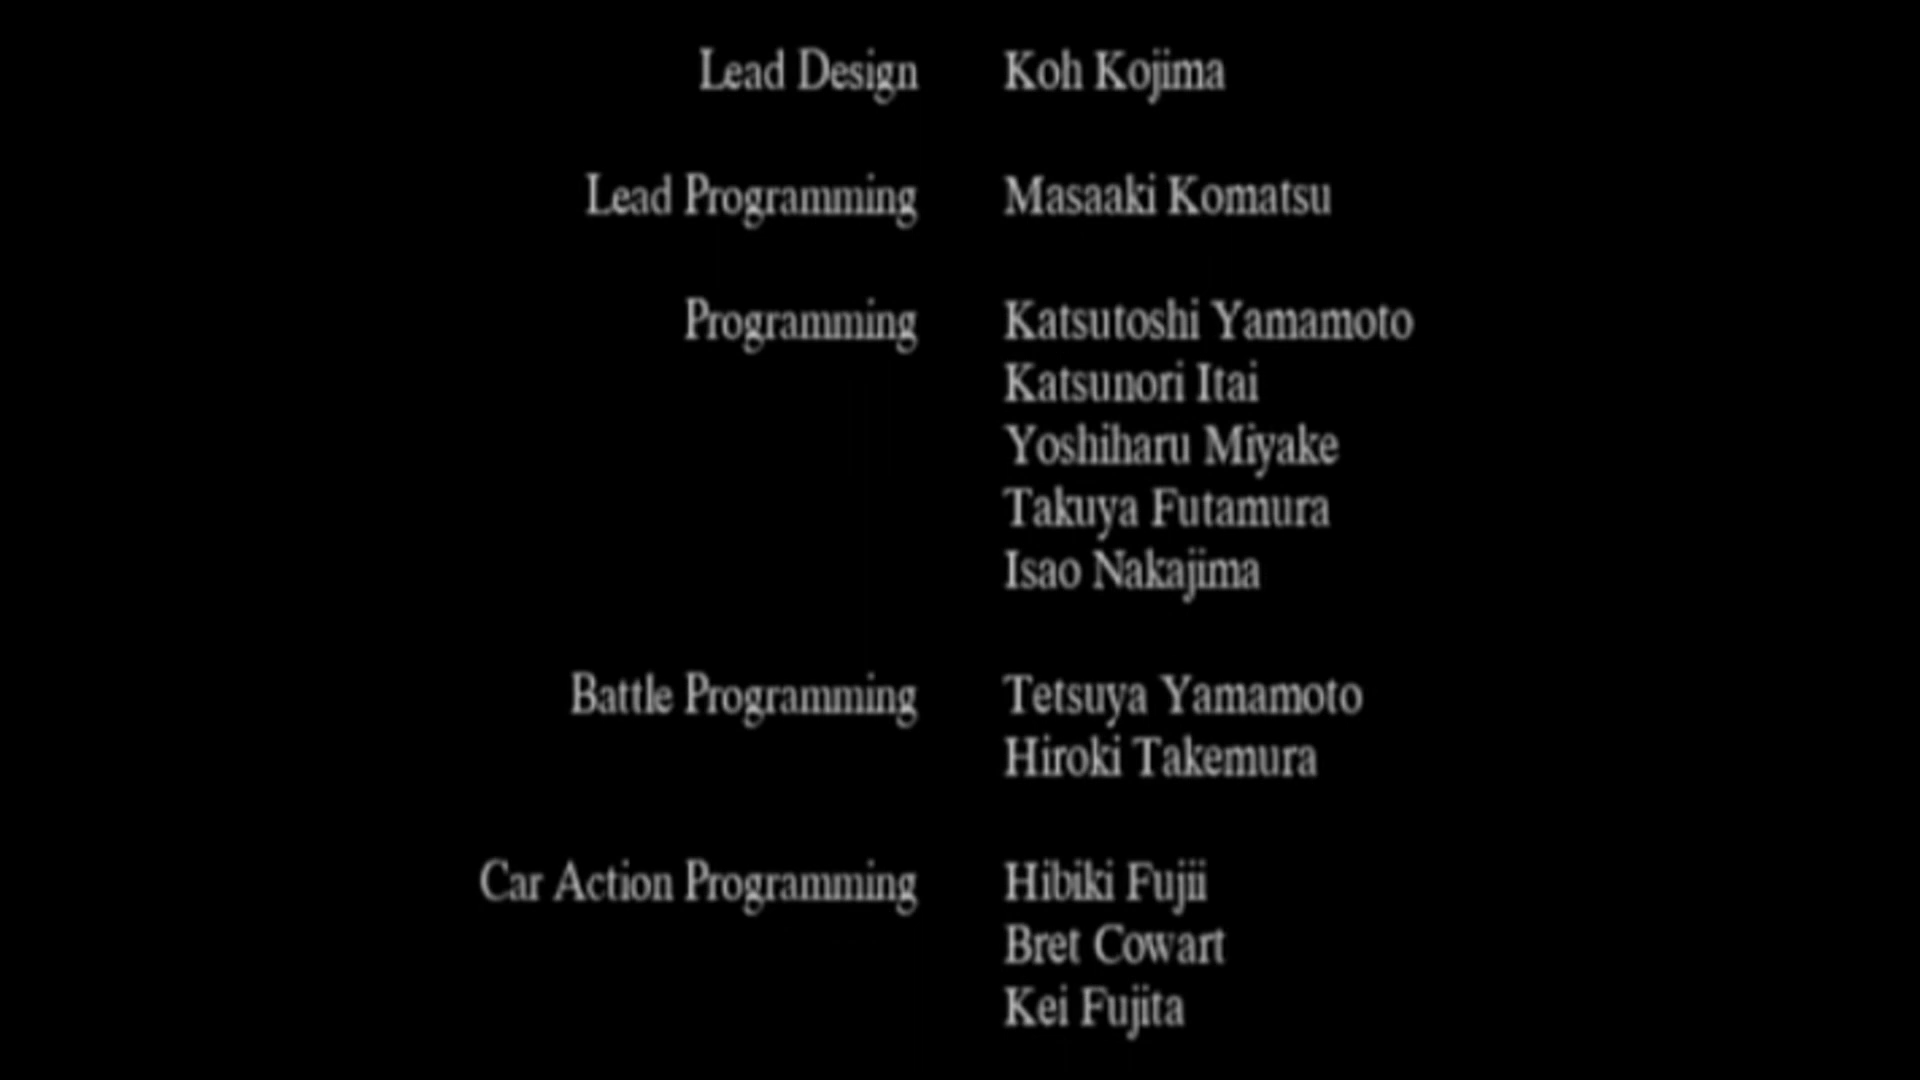 Lead Design Koh Kojima
Lead Programming Masaaki Komatsu
Programming Katsutoshi Yamamoto
Katsunori Itai
Yoshiharu Miyake
Takuya Futamura
Isao Nakajima
Battle Programming Tetsuya Yamamoto
Hiroki Takemura
Car Action Programming Hibiki Fujii
Bret Cowart
Kei Fujita